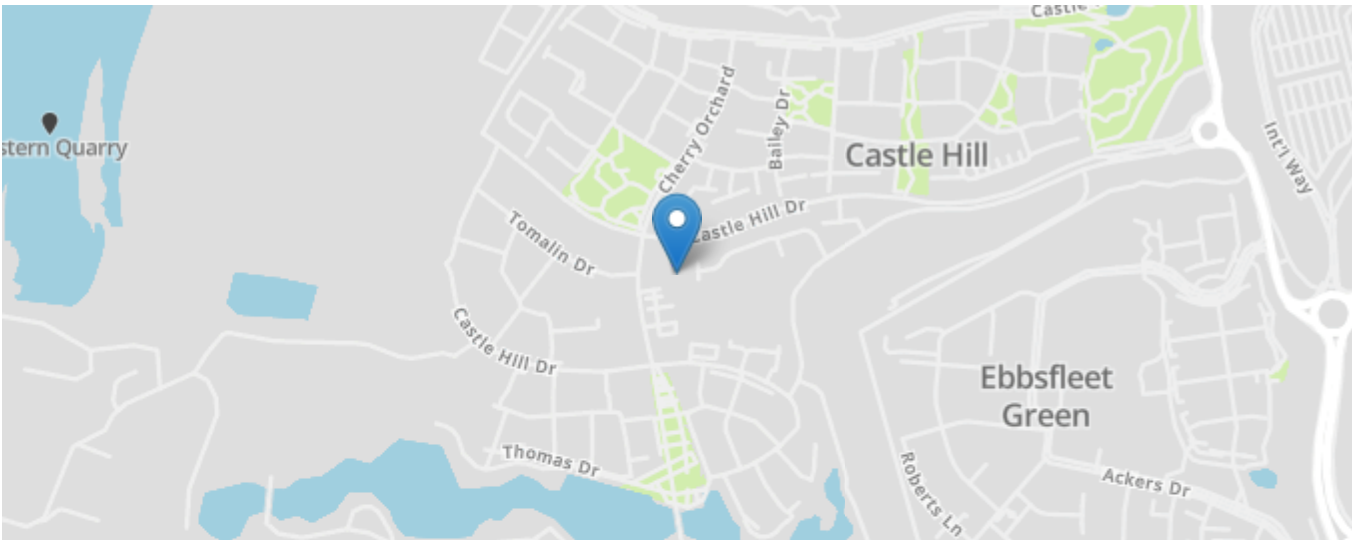 Castle
Cherry Orchard
Bailey Dr
Int'l Way
stern Quarry
Castle Hill
Castle Hill Dr
Tomalin Dr
Castle Hill Dr
Ebbsfleet
Green
Thomas Dr
Roberts Ln
Ackers Dr